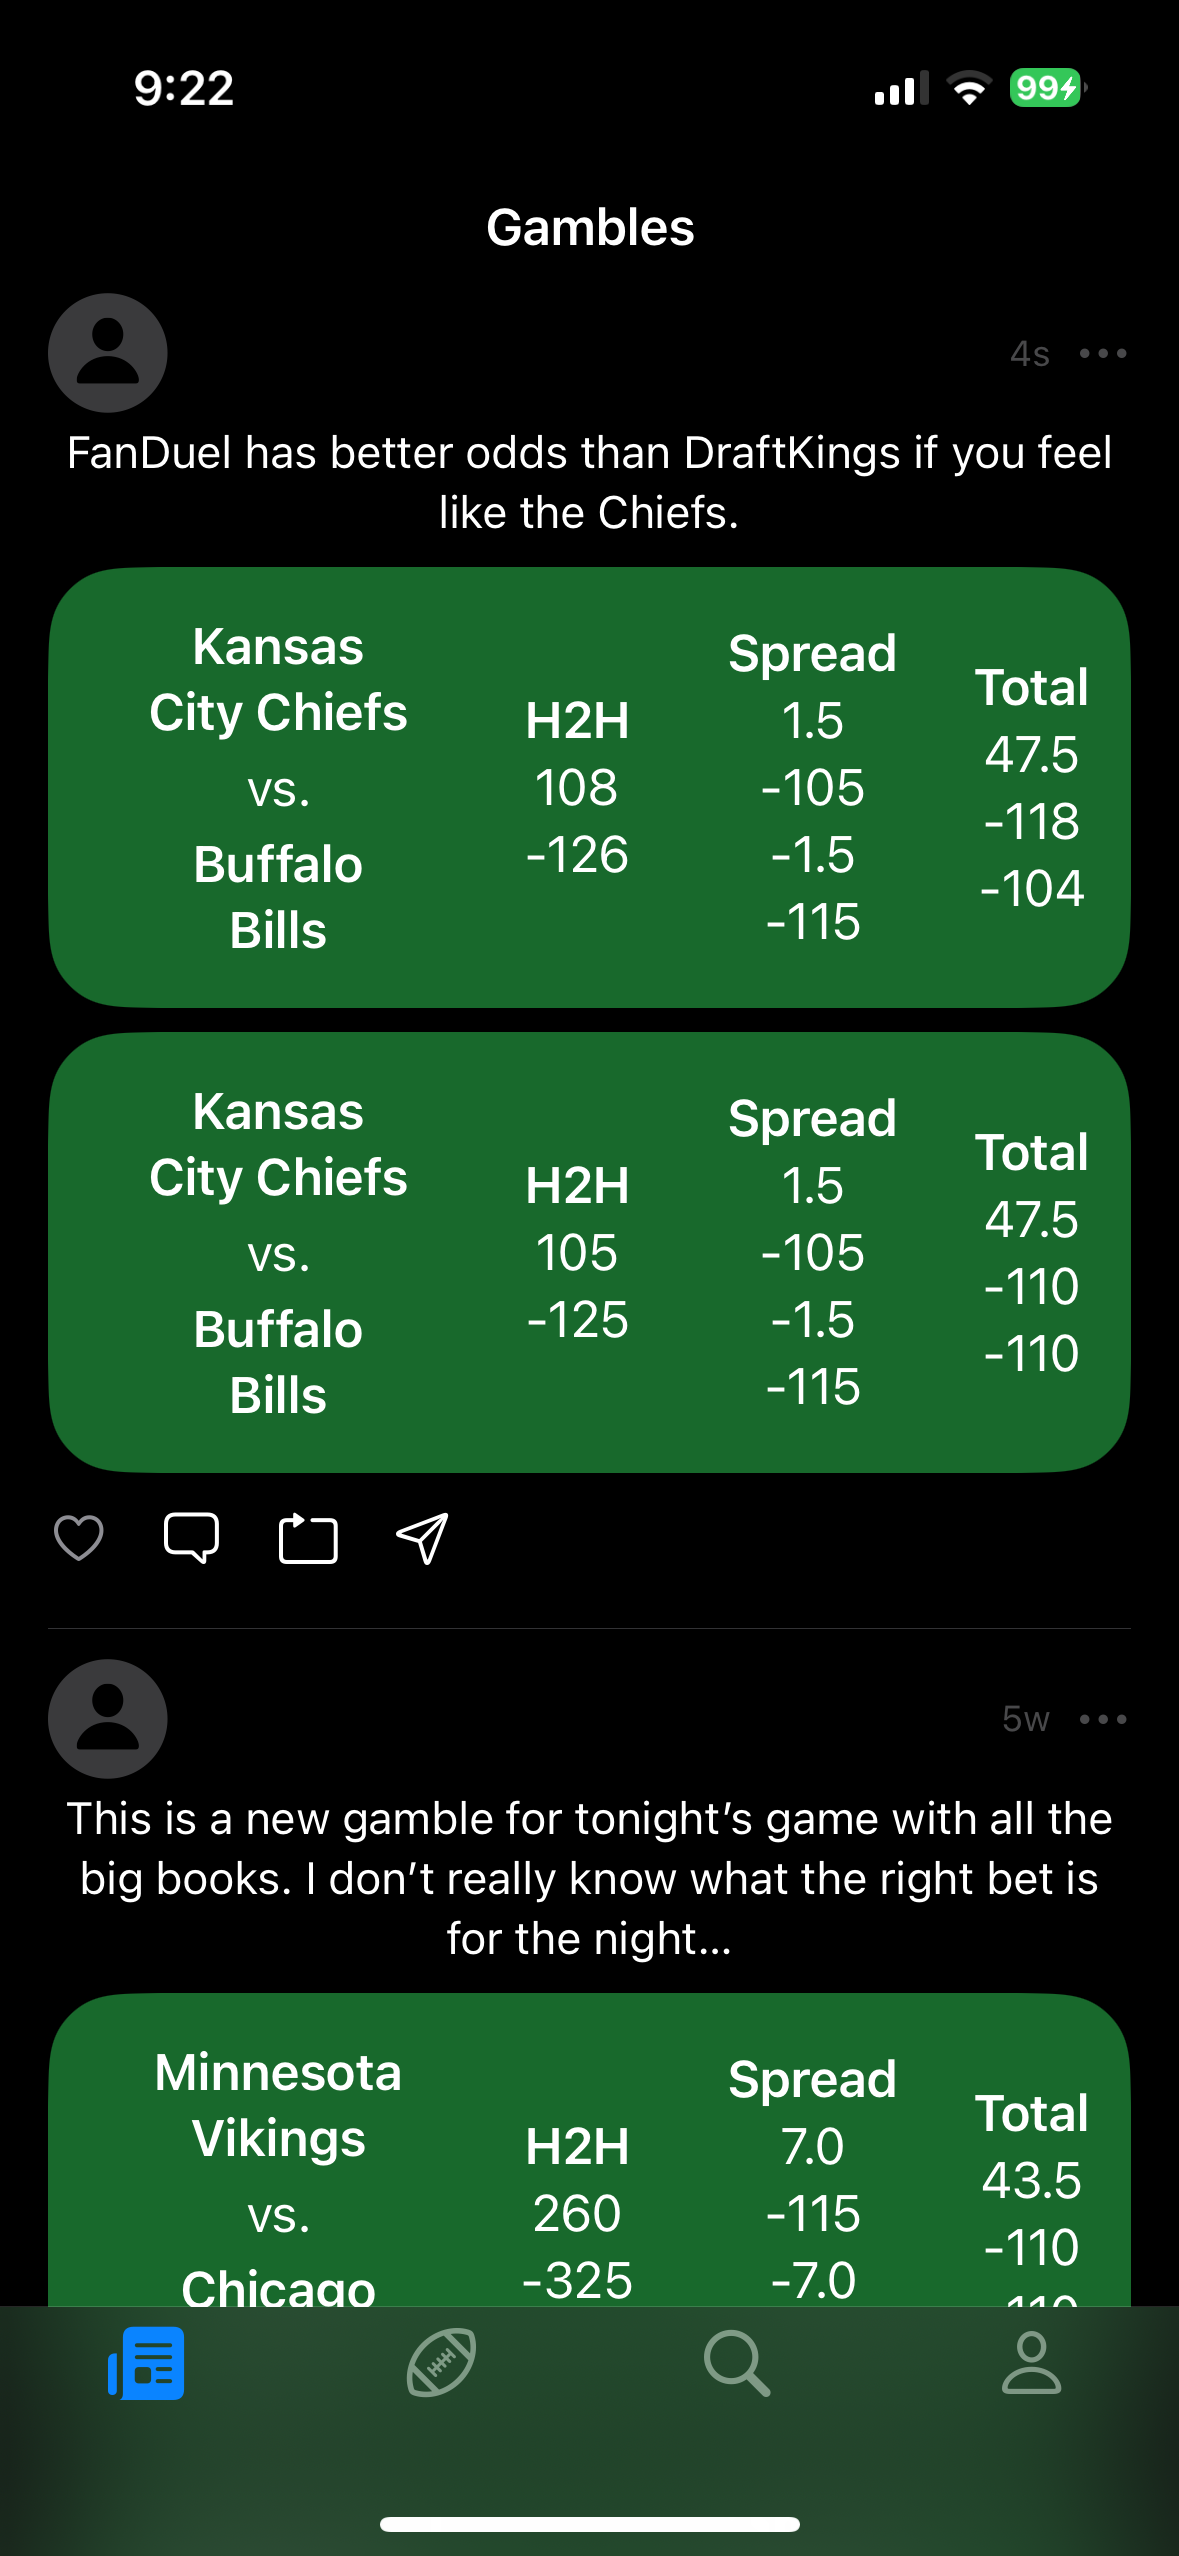 9:22
99
Gambles
4s
FanDuel has better odds than DraftKings if you feel
like the Chiefs.
Kansas
City Chiefs
vs.
Buffalo
Bills
H2H
108
-126
Spread
1.5
-105
-1.5
-115
Total
47.5
-118
-104
Kansas
City Chiefs
vs.
Buffalo
Bills
H2H
105
-125
Spread
1.5
-105
-1.5
-115
Total
47.5
-110
-110
5w
This is a new gamble for tonight’s game with all the
big books. I don’t really know what the right bet is
for the night...
Minnesota
Vikings
vs.
Chicago
H2H
260
-325
Spread
7.0
-115
-7.0
Total
43.5
-110
-110